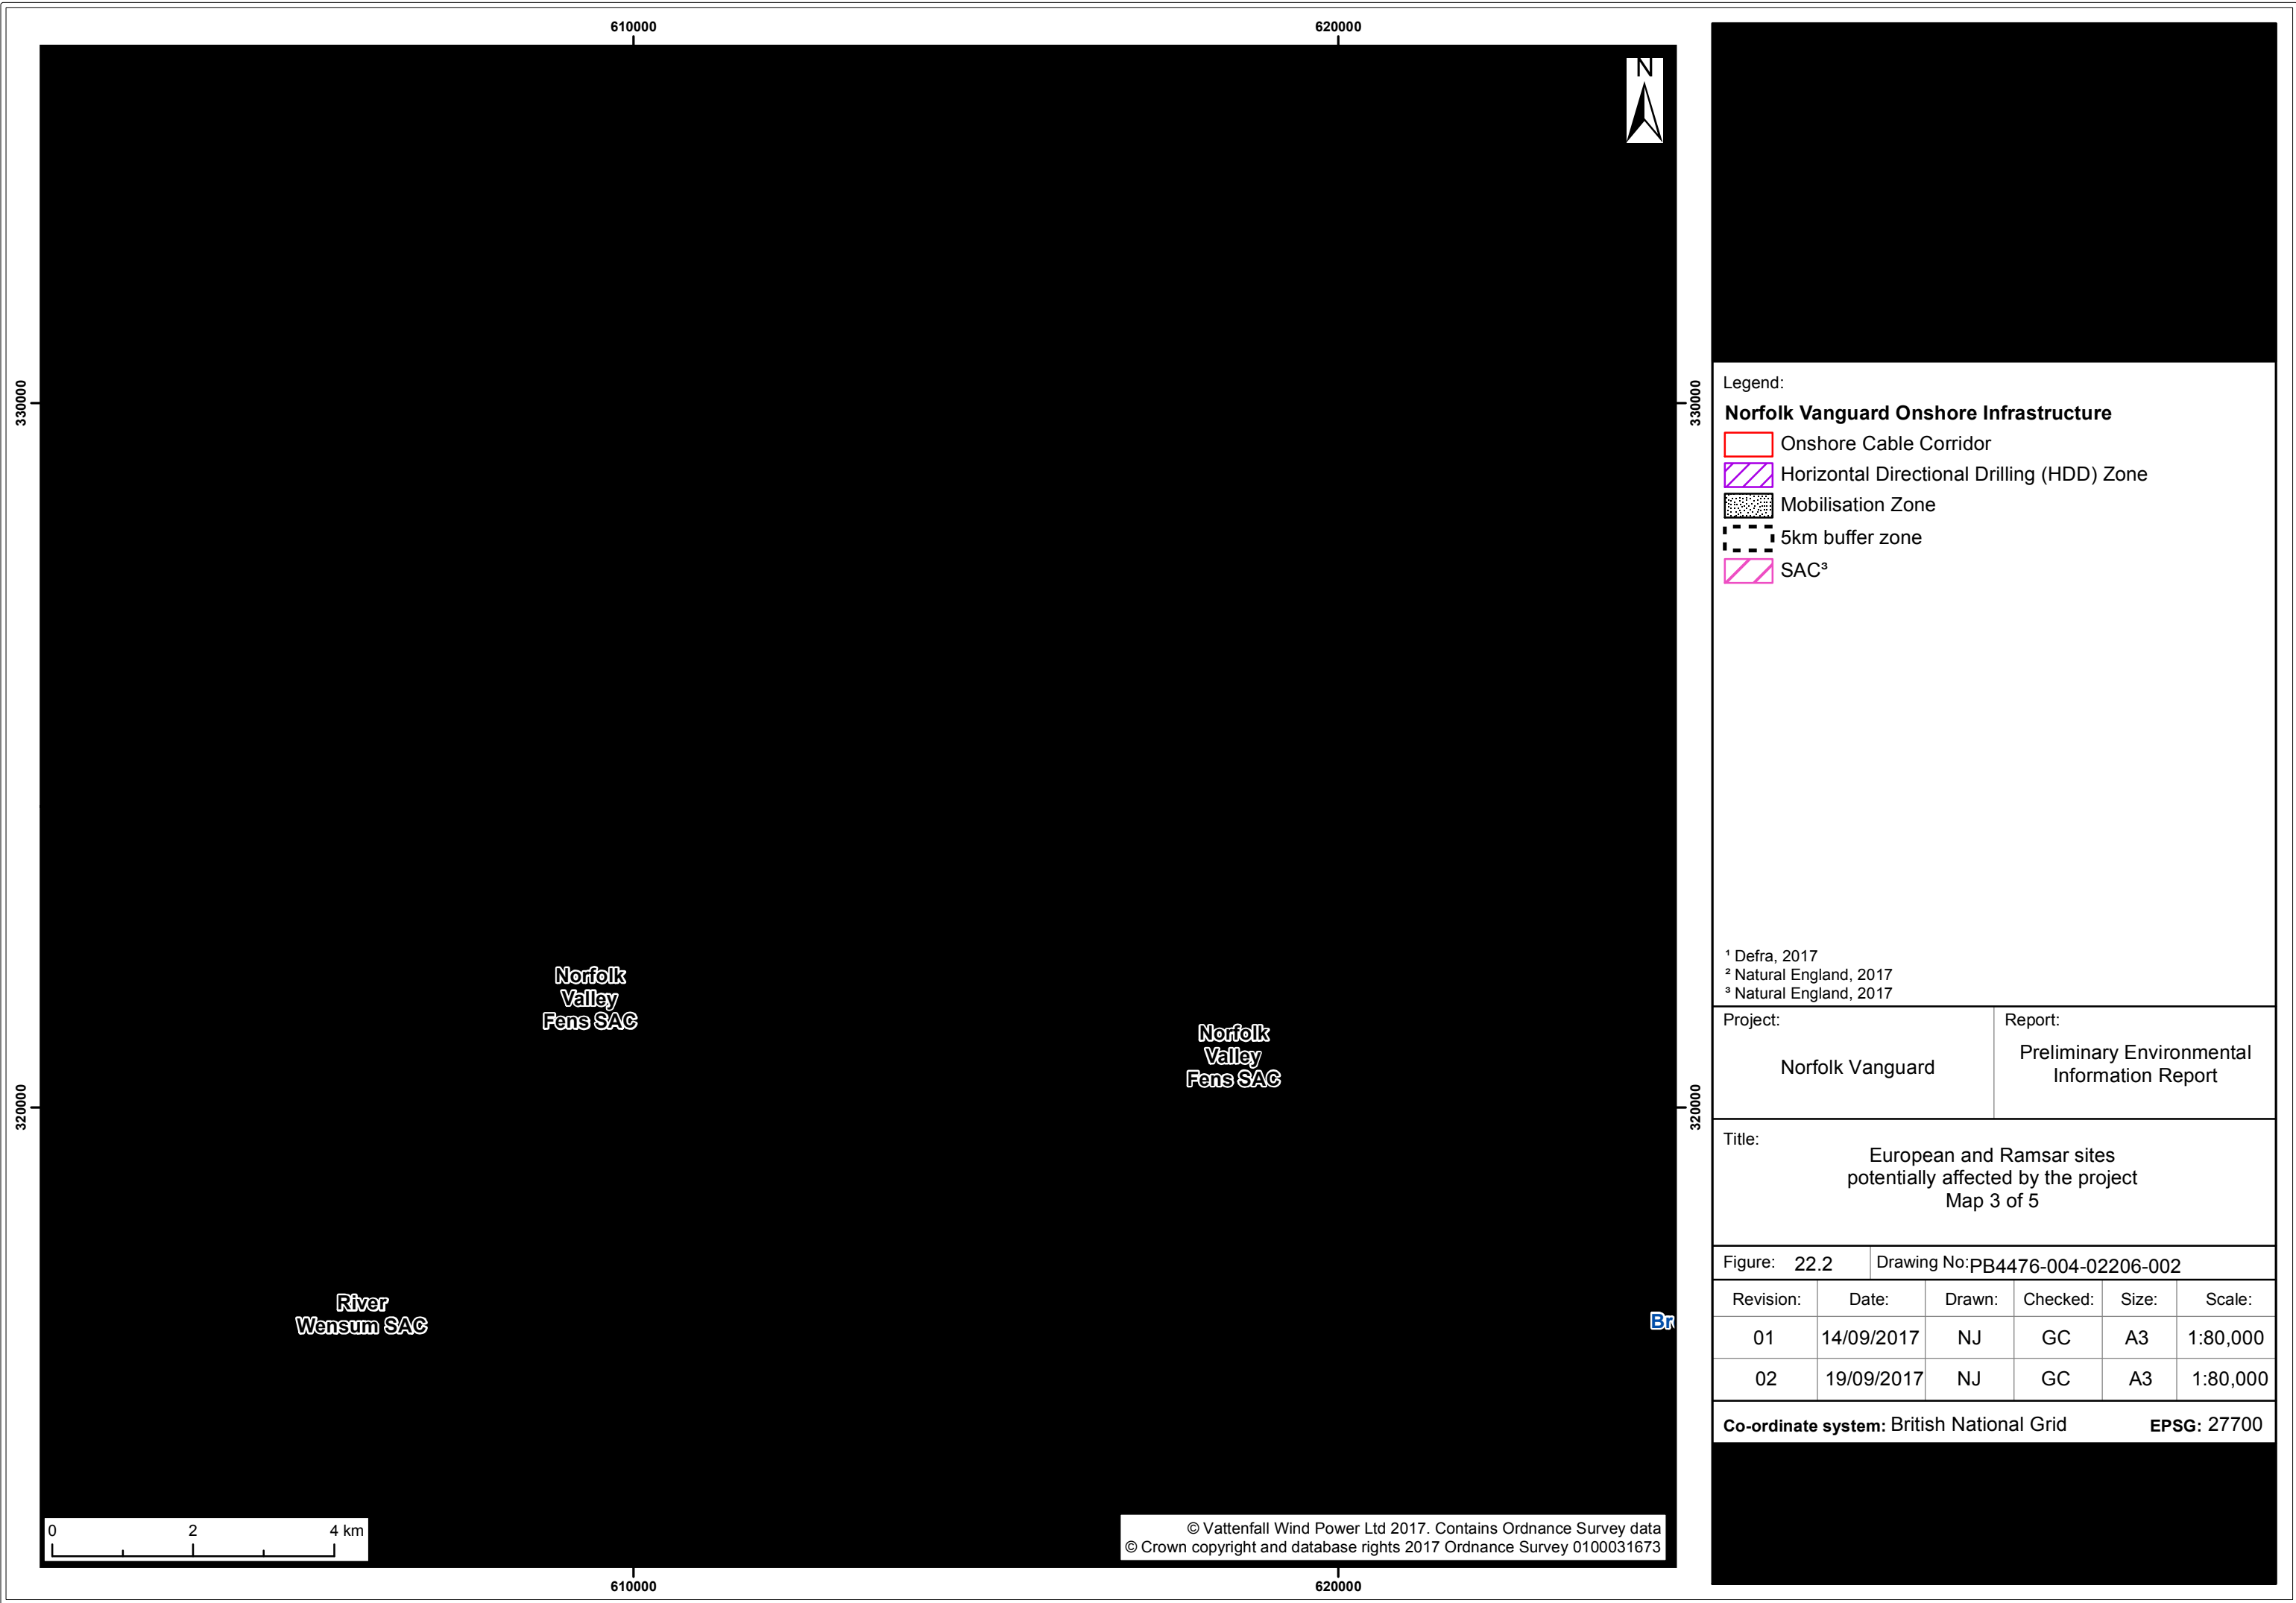 610000
620000
N
330000
330000
Norfolk
Valley
Fens SAC
Norfolk
Valley
Fens SAC
320000
320000
River
Wensum SAC
Br
0 2 4 km
© Vattenfall Wind Power Ltd 2017. Contains Ordnance Survey data
© Crown copyright and database rights 2017 Ordnance Survey 0100031673
610000
620000
Legend:
Norfolk Vanguard Onshore Infrastructure
Onshore Cable Corridor
Horizontal Directional Drilling (HDD) Zone
Mobilisation Zone
5km buffer zone
SAC³
¹ Defra, 2017
² Natural England, 2017
³ Natural England, 2017
Project:
Norfolk Vanguard
Report:
Preliminary Environmental
Information Report
Title:
European and Ramsar sites
potentially affected by the project
Map 3 of 5
Figure: 22.2 Drawing No:PB4476-004-02206-002
Revision: Date: Drawn: Checked: Size: Scale:
01 14/09/2017 NJ GC A3 1:80,000
02 19/09/2017 NJ GC A3 1:80,000
Co-ordinate system: British National Grid EPSG: 27700